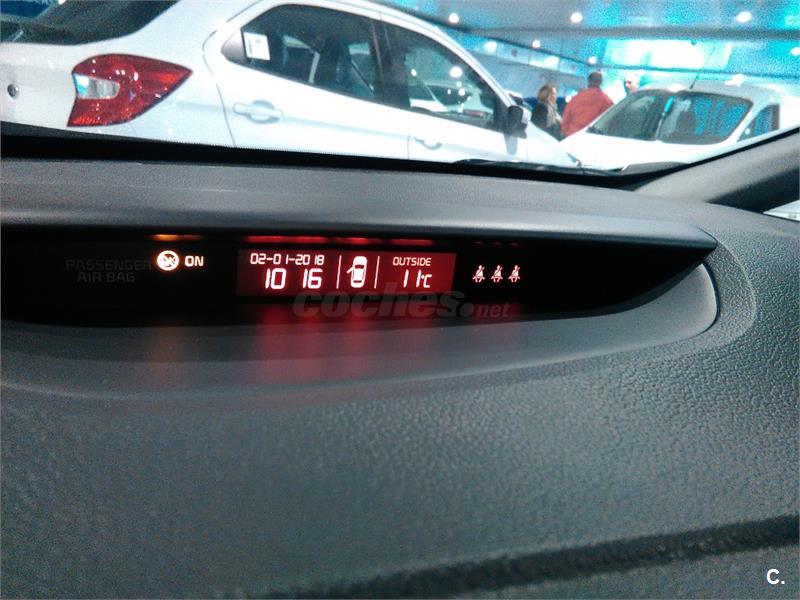 PASSENGER
AIR BAG
ON
02-01-2018
10 16
OUTSIDE
11°C
coches.net
C.